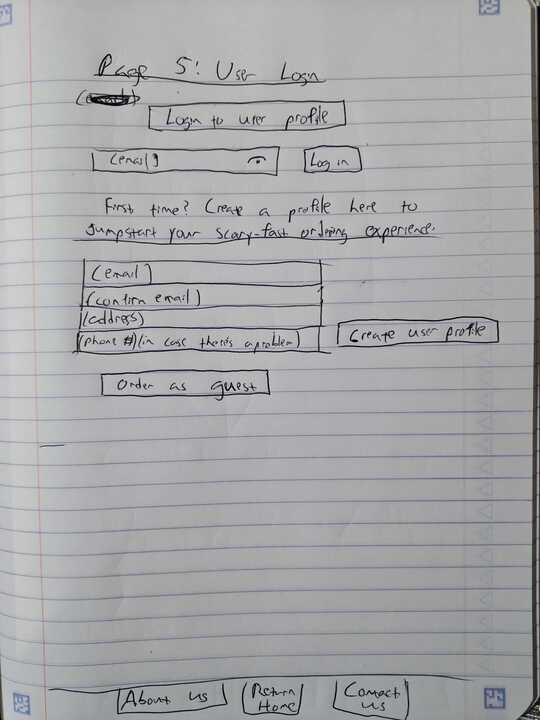 Page 5: User Login
Login to user profile
(email)
Log in
First time? Create a profile here to
Jumpstart your scary-fast ordering experience.
(email)
(confirm email)
(address)
(phone #)(in case there's a problem)
Create user profile
Order as guest
About us
Return Home
Contact us